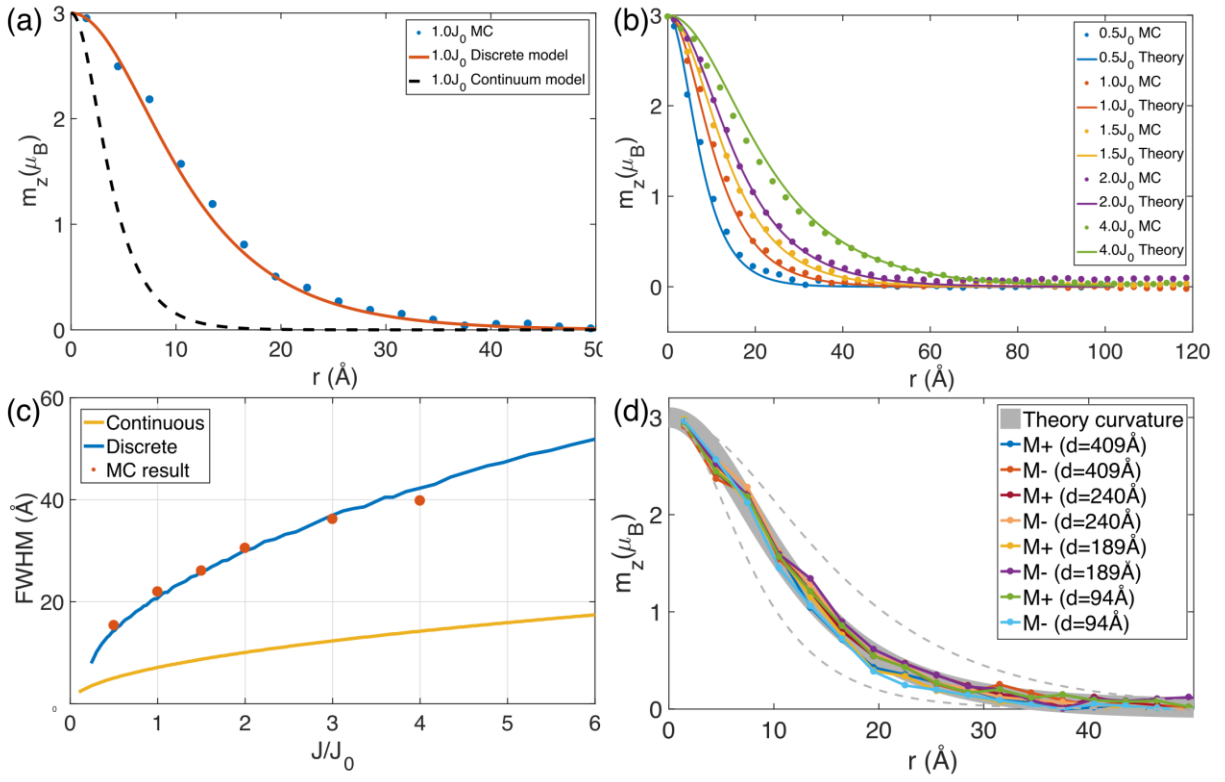 (a)
3
2
1
0
m_z(μ_B)
1.0J_0 MC
1.0J_0 Discrete model
1.0J_0 Continuum model
0 10 20 30 40 50
r (Å)
(b)
3
2
1
0
m_z(μ_B)
0.5J_0 MC
0.5J_0 Theory
1.0J_0 MC
1.0J_0 Theory
1.5J_0 MC
1.5J_0 Theory
2.0J_0 MC
2.0J_0 Theory
4.0J_0 MC
4.0J_0 Theory
0 20 40 60 80 100 120
r (Å)
(c)
60
40
20
0
FWHM (Å)
Continuous
Discrete
MC result
0 1 2 3 4 5 6
J/J_0
(d)
3
2
1
0
m_z(μ_B)
Theory curvature
M+ (d=409Å)
M- (d=409Å)
M+ (d=240Å)
M- (d=240Å)
M+ (d=189Å)
M- (d=189Å)
M+ (d=94Å)
M- (d=94Å)
0 10 20 30 40
r (Å)